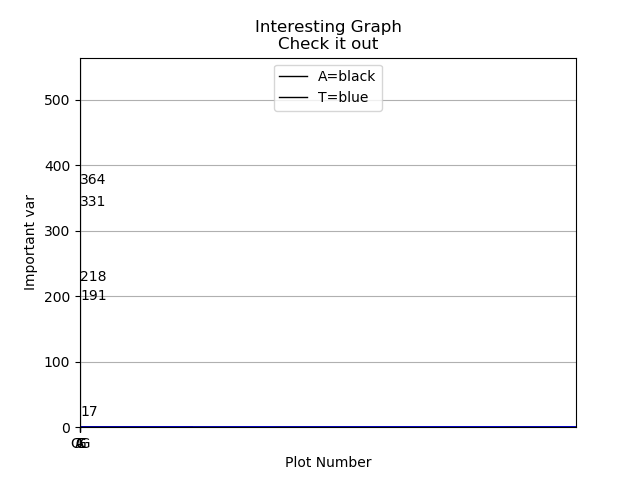 Interesting Graph
Check it out
A=black
T=blue
500
400
364
331
300
218
200
191
100
17
0
Important var
Plot Number